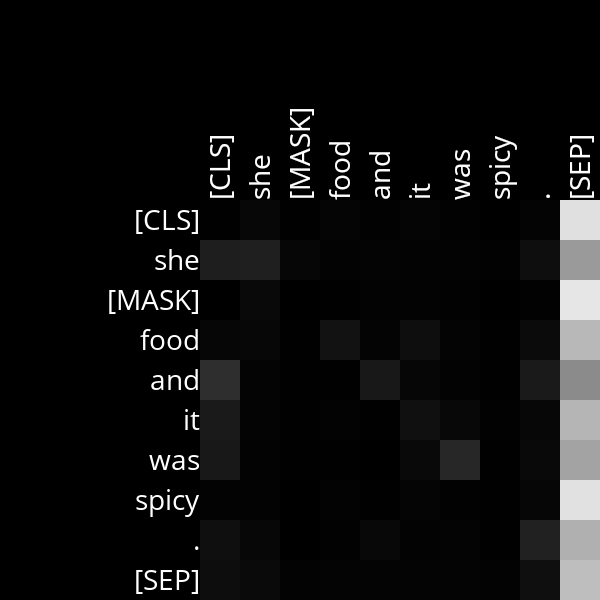 [CLS] she [MASK] food and it was spicy . [SEP]
[CLS]
she
[MASK]
food
and
it
was
spicy
.
[SEP]